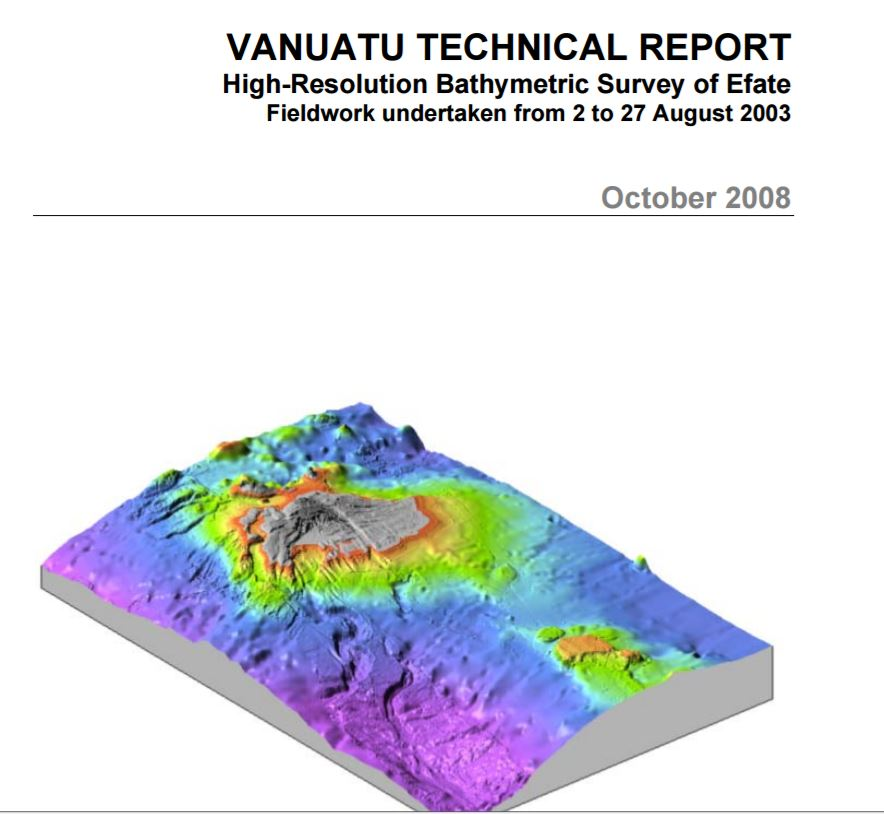 VANUATU TECHNICAL REPORT
High-Resolution Bathymetric Survey of Efate
Fieldwork undertaken from 2 to 27 August 2003
October 2008